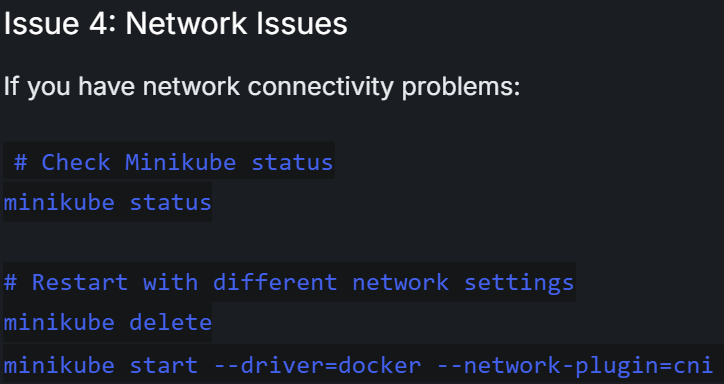 Issue 4: Network Issues
If you have network connectivity problems:
# Check Minikube status
minikube status
# Restart with different network settings
minikube delete
minikube start --driver=docker --network-plugin=cni